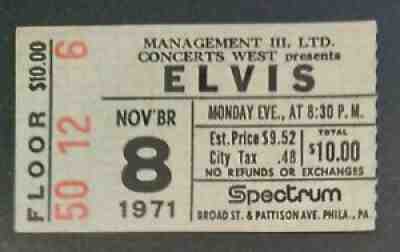 FLOOR $10.00
50 12 6
MANAGEMENT III, LTD.
CONCERTS WEST presents
ELVIS
NOV'BR
8
1971
MONDAY EVE., AT 8:30 P.M.
Est. Price $9.52
City Tax .48
TOTAL
$10.00
NO REFUNDS OR EXCHANGES
Spectrum
BROAD ST. & PATTISON AVE. PHILA., PA.